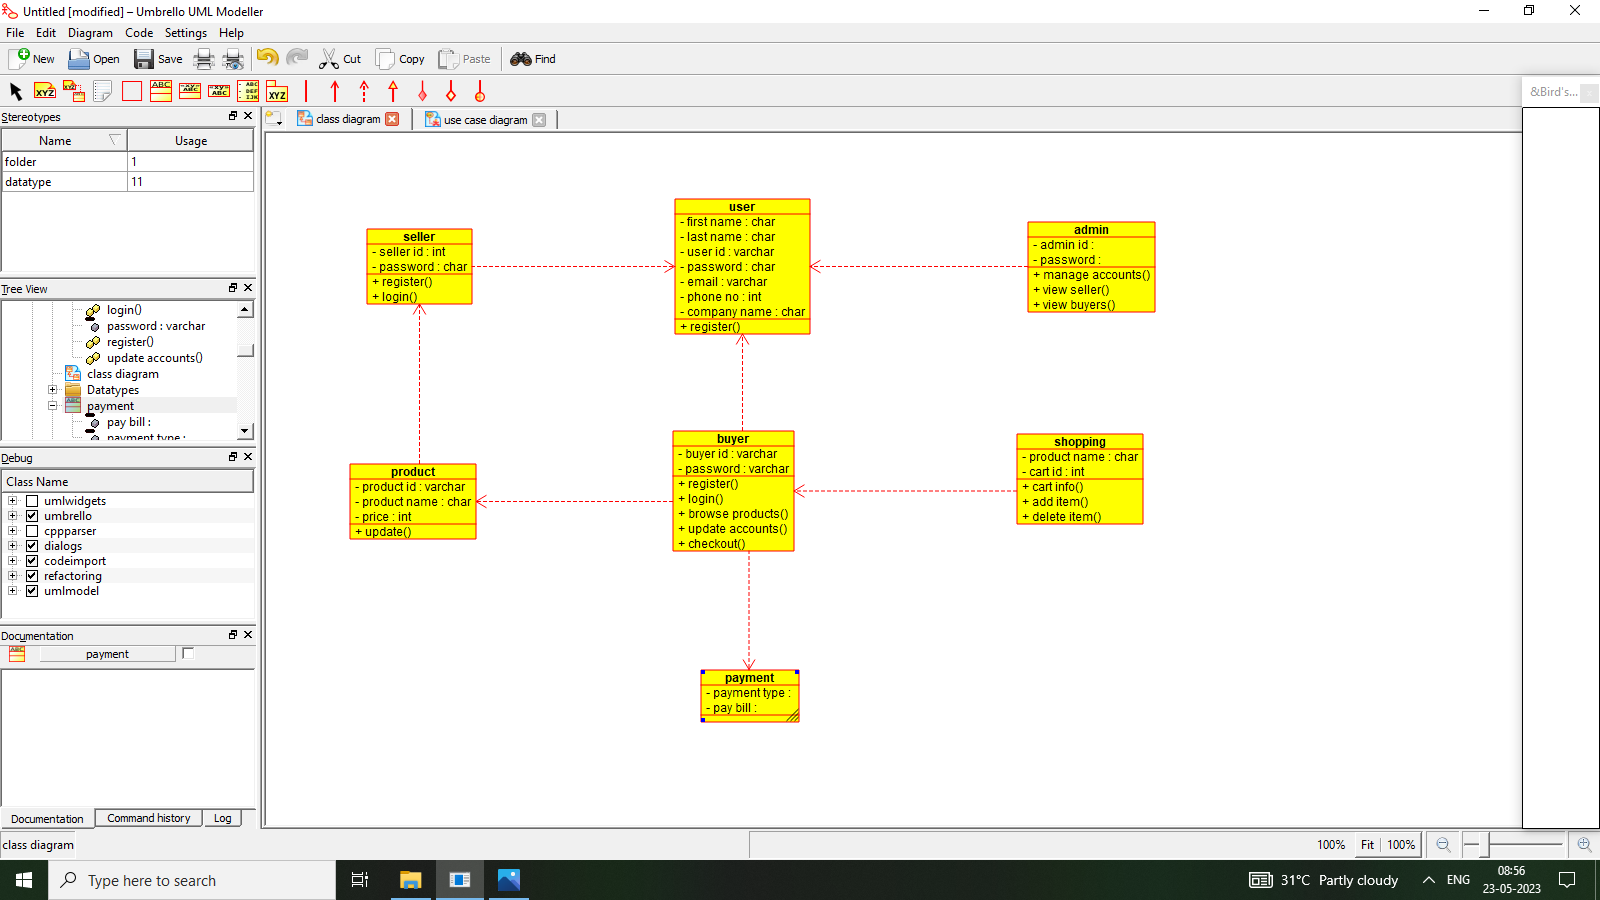 Untitled [modified] – Umbrello UML Modeller
File Edit Diagram Code Settings Help
New Open Save Cut Copy Paste Find
&Bird's...
Stereotypes
Name Usage
folder 1
datatype 11
Tree View
login()
password : varchar
register()
update accounts()
class diagram
Datatypes
payment
pay bill :
payment type :
Debug
Class Name
umlwidgets
umbrello
cppparser
dialogs
codeimport
refactoring
umlmodel
Documentation
payment
Documentation Command history Log
class diagram use case diagram
seller
- seller id : int
- password : char
+ register()
+ login()
user
- first name : char
- last name : char
- user id : varchar
- password : char
- email : varchar
- phone no : int
- company name : char
+ register()
admin
- admin id :
- password :
+ manage accounts()
+ view seller()
+ view buyers()
product
- product id : varchar
- product name : char
- price : int
+ update()
buyer
- buyer id : varchar
- password : varchar
+ register()
+ login()
+ browse products()
+ update accounts()
+ checkout()
shopping
- product name : char
- cart id : int
+ cart info()
+ add item()
+ delete item()
payment
- payment type :
- pay bill :
class diagram
100% Fit 100%
Type here to search
31°C Partly cloudy
ENG
08:56
23-05-2023